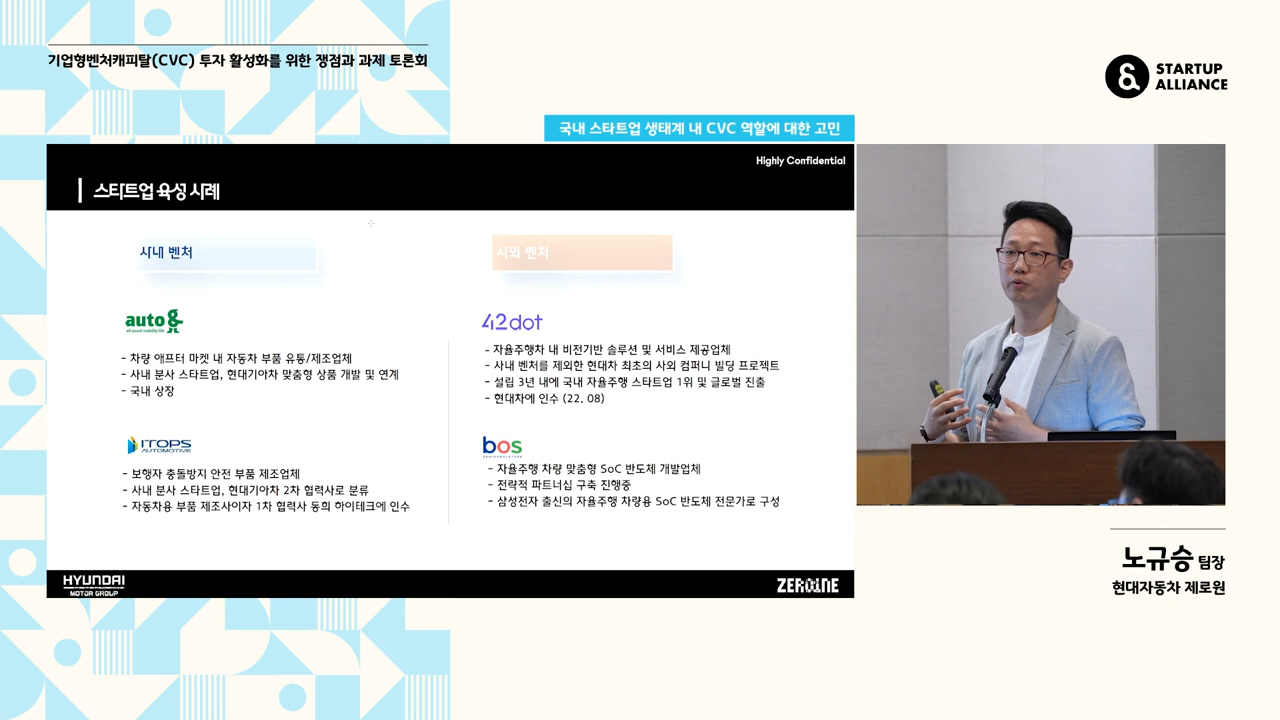 기업형벤처캐피탈(CVC) 투자 활성화를 위한 쟁점과 과제 토론회
STARTUP
ALLIANCE
국내 스타트업 생태계 내 CVC 역할에 대한 고민
Highly Confidential
스타트업 육성 사례
사내 벤처
auto&
all about mobility life
- 차량 애프터 마켓 내 자동차 부품 유통/제조업체
- 사내 분사 스타트업, 현대기아차 맞춤형 상품 개발 및 연계
- 국내 상장
ITOPS
AUTOMOTIVE
- 보행자 충돌방지 안전 부품 제조업체
- 사내 분사 스타트업, 현대기아차 2차 협력사로 분류
- 자동차용 부품 제조사이자 1차 협력사 동희 하이테크에 인수
사외 벤처
42dot
- 자율주행차 내 비전기반 솔루션 및 서비스 제공업체
- 사내 벤처를 제외한 현대차 최초의 사외 컴퍼니 빌딩 프로젝트
- 설립 3년 내에 국내 자율주행 스타트업 1위 및 글로벌 진출
- 현대차에 인수 (22. 08)
bos
SEMICONDUCTORS
- 자율주행 차량 맞춤형 SoC 반도체 개발업체
- 전략적 파트너십 구축 진행중
- 삼성전자 출신의 자율주행 차량용 SoC 반도체 전문가로 구성
HYUNDAI
MOTOR GROUP
ZER01NE
노규승 팀장
현대자동차 제로원